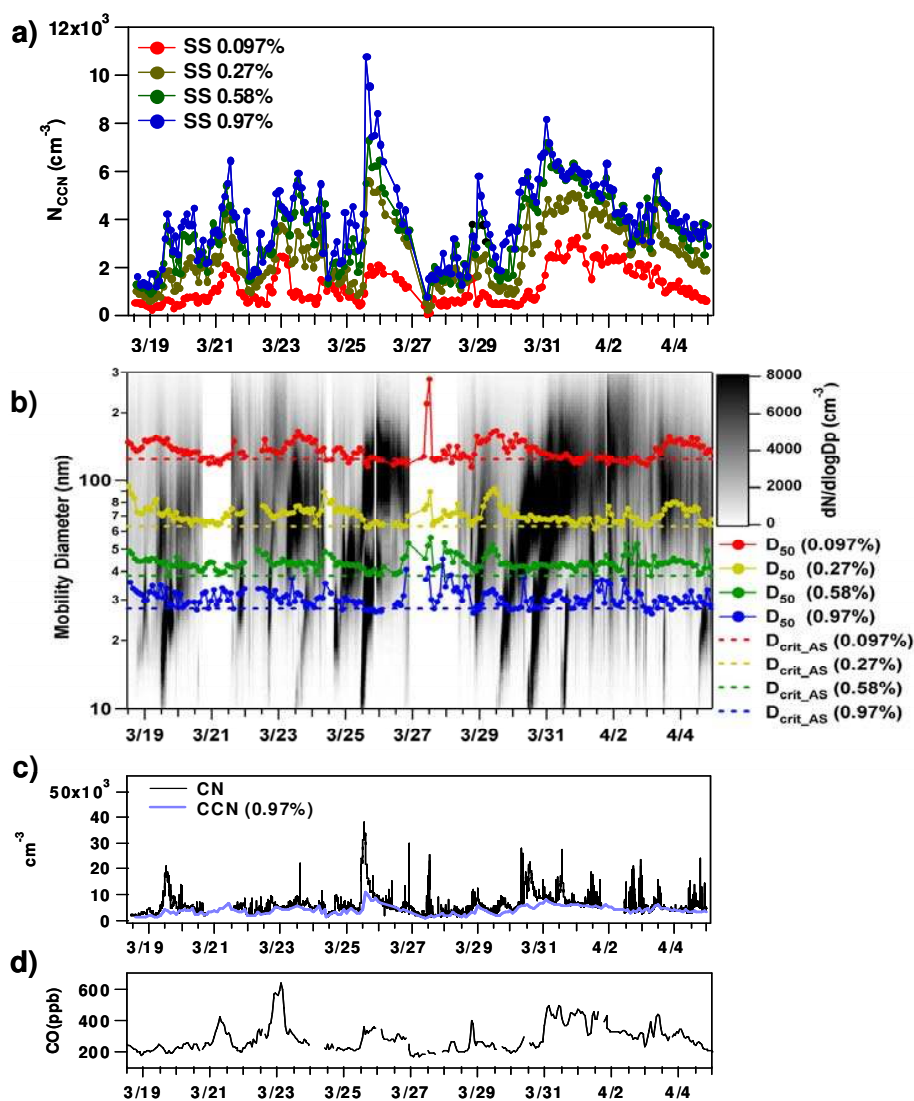 a)
12x10³
10
8
6
4
2
0
N_CCN (cm⁻³)
SS 0.097%
SS 0.27%
SS 0.58%
SS 0.97%
3/19 3/21 3/23 3/25 3/27 3/29 3/31 4/2 4/4
b)
3
2
100
8
7
6
5
4
3
2
10
Mobility Diameter (nm)
3/19 3/21 3/23 3/25 3/27 3/29 3/31 4/2 4/4
8000
6000
4000
2000
0
dN/dlogDp (cm⁻³)
D₅₀ (0.097%)
D₅₀ (0.27%)
D₅₀ (0.58%)
D₅₀ (0.97%)
D_crit_AS (0.097%)
D_crit_AS (0.27%)
D_crit_AS (0.58%)
D_crit_AS (0.97%)
c)
50x10³
40
30
20
10
0
cm⁻³
CN
CCN (0.97%)
3/19 3/21 3/23 3/25 3/27 3/29 3/31 4/2 4/4
d)
600
400
200
CO(ppb)
3/19 3/21 3/23 3/25 3/27 3/29 3/31 4/2 4/4